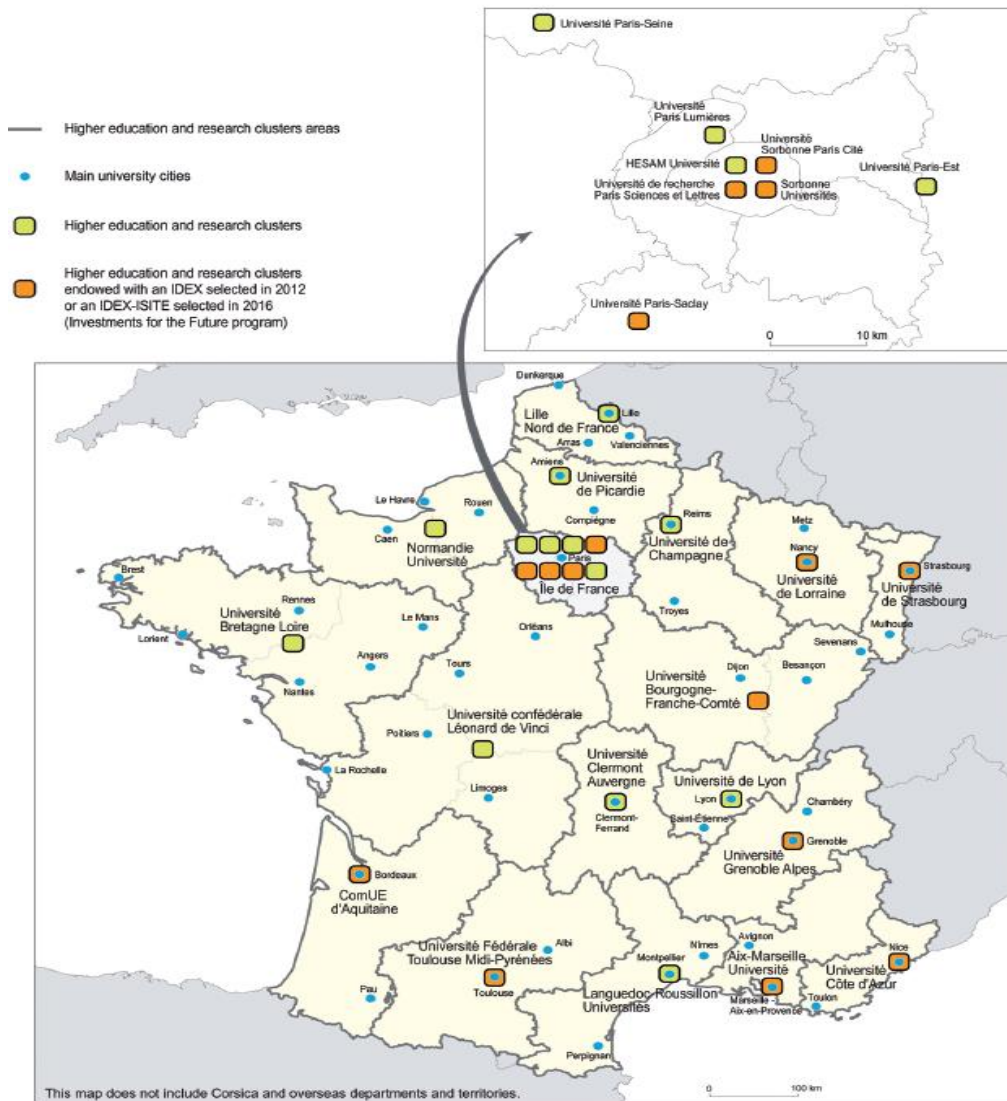 Higher education and research clusters areas
Main university cities
Higher education and research clusters
Higher education and research clusters
endowed with an IDEX selected in 2012
or an IDEX-ISITE selected in 2016
(Investments for the Future program)
Université Paris-Seine
Université
Paris Lumières
Université
Sorbonne Paris Cité
HESAM Université
Université Paris-Est
Université de recherche
Paris Sciences et Lettres
Sorbonne
Universités
Université Paris-Saclay
0
10 km
Dunkerque
Lille
Lille
Nord de France
Arras
Valenciennes
Amiens
Université
de Picardie
Compiègne
Le Havre
Rouen
Caen
Normandie
Université
Reims
Université de
Champagne
Metz
Nancy
Université
de Lorraine
Strasbourg
Université
de Strasbourg
Mulhouse
Paris
Île de France
Troyes
Brest
Rennes
Université
Bretagne Loire
Lorient
Le Mans
Angers
Nantes
Orléans
Tours
Sevenans
Besançon
Dijon
Université
Bourgogne-
Franche-Comté
Université confédérale
Léonard de Vinci
Poitiers
La Rochelle
Limoges
Université
Clermont
Auvergne
Clermont-
Ferrand
Université de Lyon
Lyon
Saint-Étienne
Chambéry
Grenoble
Université
Grenoble Alpes
Bordeaux
ComUE
d'Aquitaine
Université Fédérale
Toulouse Midi-Pyrénées
Albi
Toulouse
Pau
Montpellier
Nîmes
Languedoc-Roussillon
Universités
Perpignan
Avignon
Aix-Marseille
Université
Marseille -
Aix-en-Provence
Nice
Université
Côte d'Azur
Toulon
This map does not include Corsica and overseas departments and territories.
0
100 km